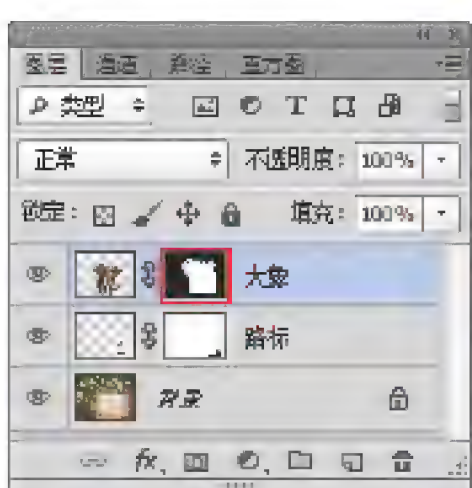 图层 通道 路径 直方图
类型 T
正常 不透明度: 100%
锁定: 填充: 100%
大象
路标
背景
fx